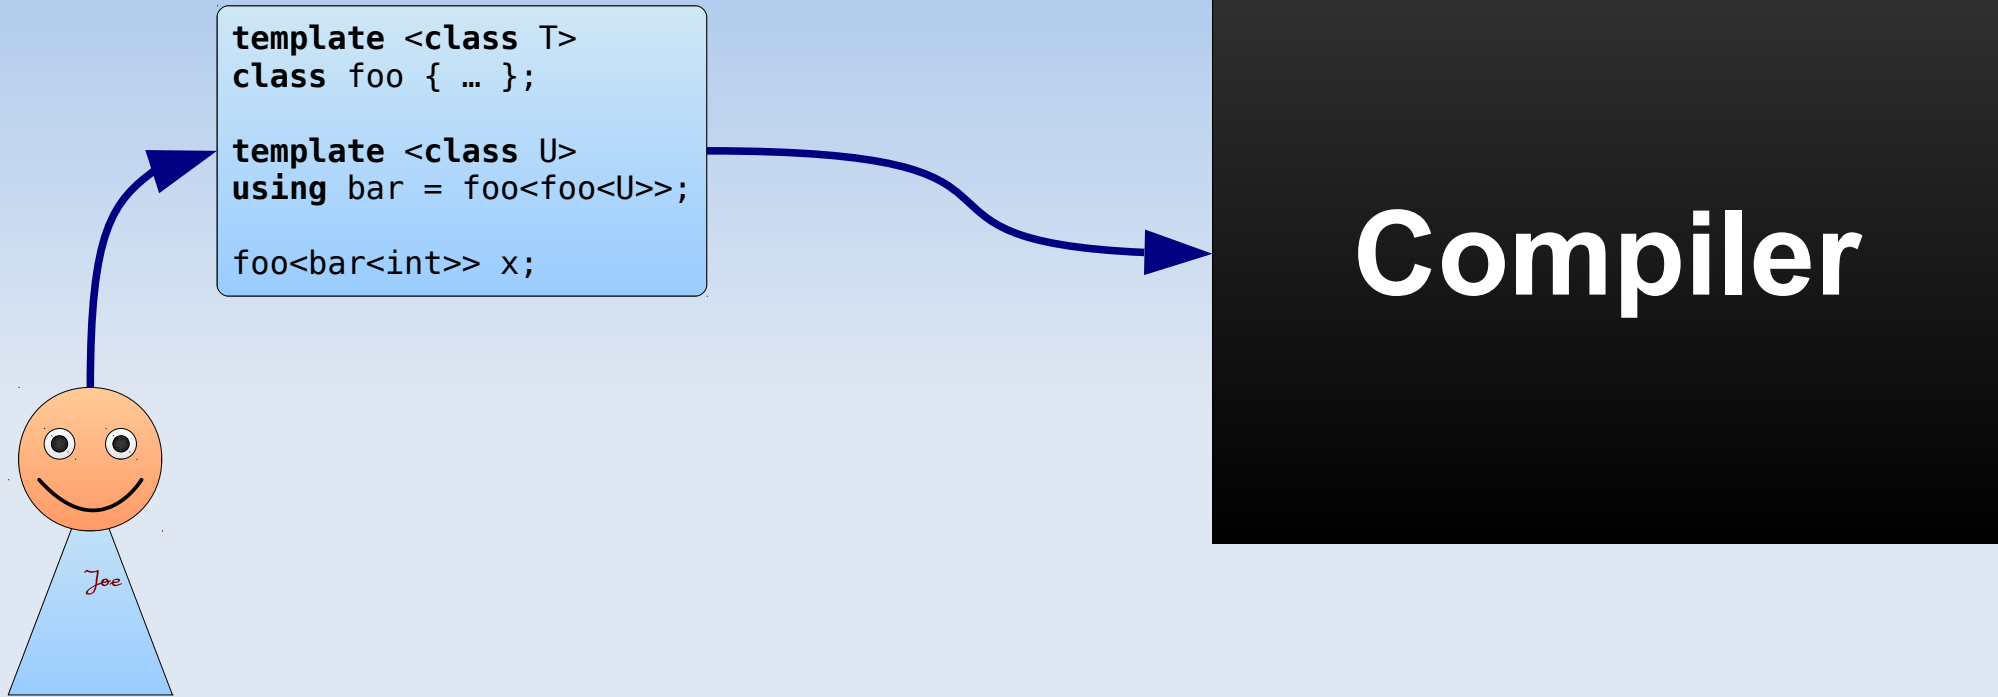 template <class T>
class foo { … };
template <class U>
using bar = foo<foo<U>>;
foo<bar<int>> x;
Compiler
Joe